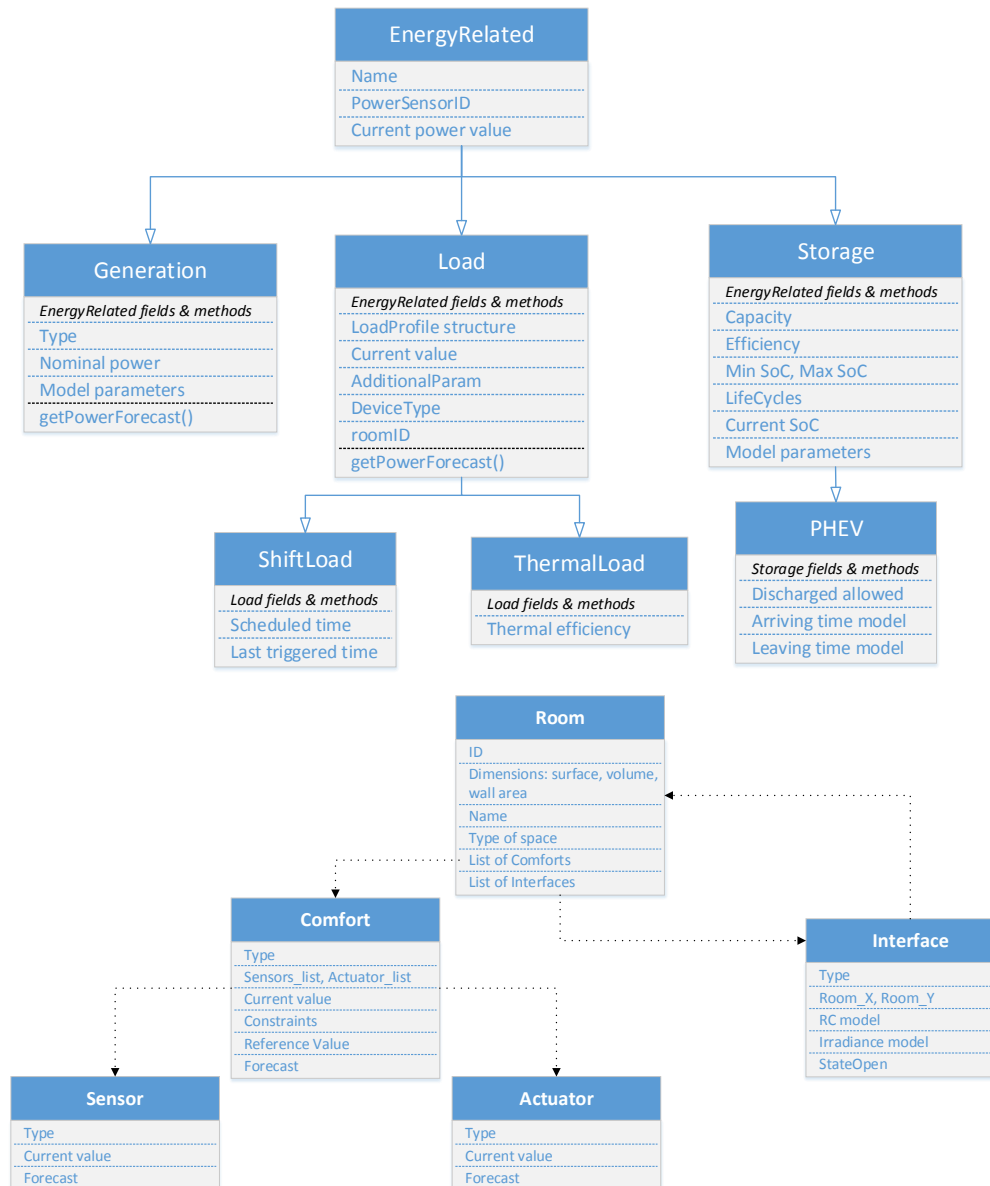 EnergyRelated
Name
PowerSensorID
Current power value
Generation
EnergyRelated fields & methods
Type
Nominal power
Model parameters
getPowerForecast()
Load
EnergyRelated fields & methods
LoadProfile structure
Current value
AdditionalParam
DeviceType
roomID
getPowerForecast()
Storage
EnergyRelated fields & methods
Capacity
Efficiency
Min SoC, Max SoC
LifeCycles
Current SoC
Model parameters
ShiftLoad
Load fields & methods
Scheduled time
Last triggered time
ThermalLoad
Load fields & methods
Thermal efficiency
PHEV
Storage fields & methods
Discharged allowed
Arriving time model
Leaving time model
Room
ID
Dimensions: surface, volume,
wall area
Name
Type of space
List of Comforts
List of Interfaces
Comfort
Type
Sensors_list, Actuator_list
Current value
Constraints
Reference Value
Forecast
Interface
Type
Room_X, Room_Y
RC model
Irradiance model
StateOpen
Sensor
Type
Current value
Forecast
Actuator
Type
Current value
Forecast